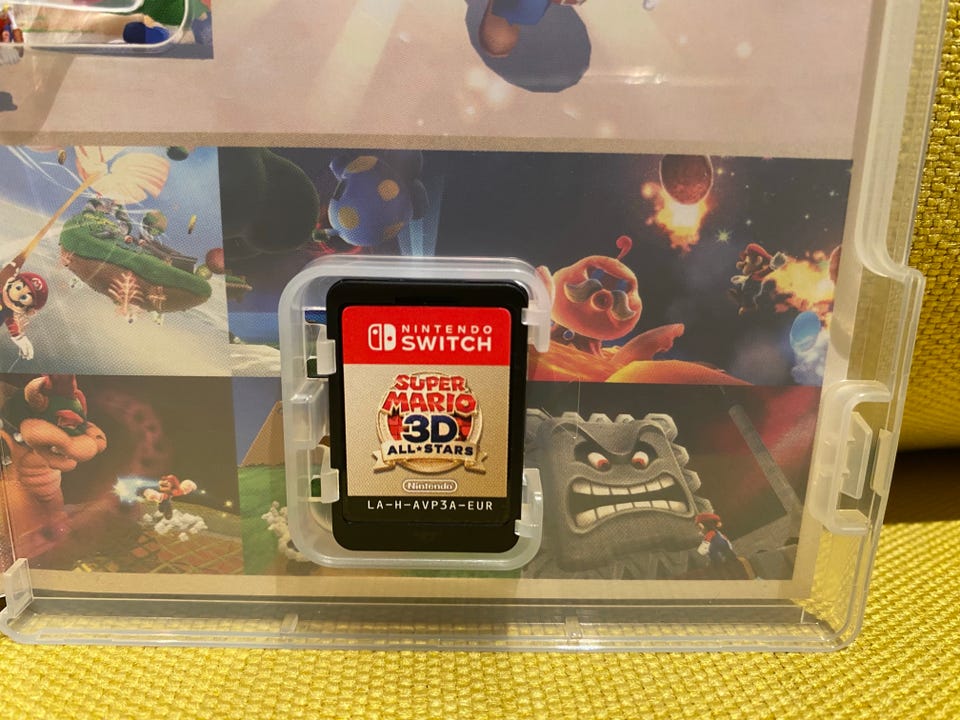 NINTENDO
SWITCH
SUPER
MARIO
3D
ALL★STARS
Nintendo
LA-H-AVP3A-EUR